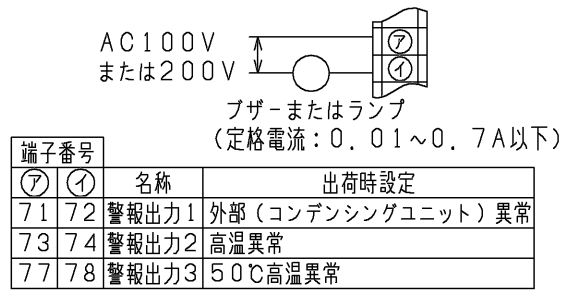 AC100V
または200V
ア
イ
ブザーまたはランプ
(定格電流:0.01~0.7A以下)
端子番号
ア イ 名称 出荷時設定
71 72 警報出力1 外部(コンデンシングユニット)異常
73 74 警報出力2 高温異常
77 78 警報出力3 50℃高温異常